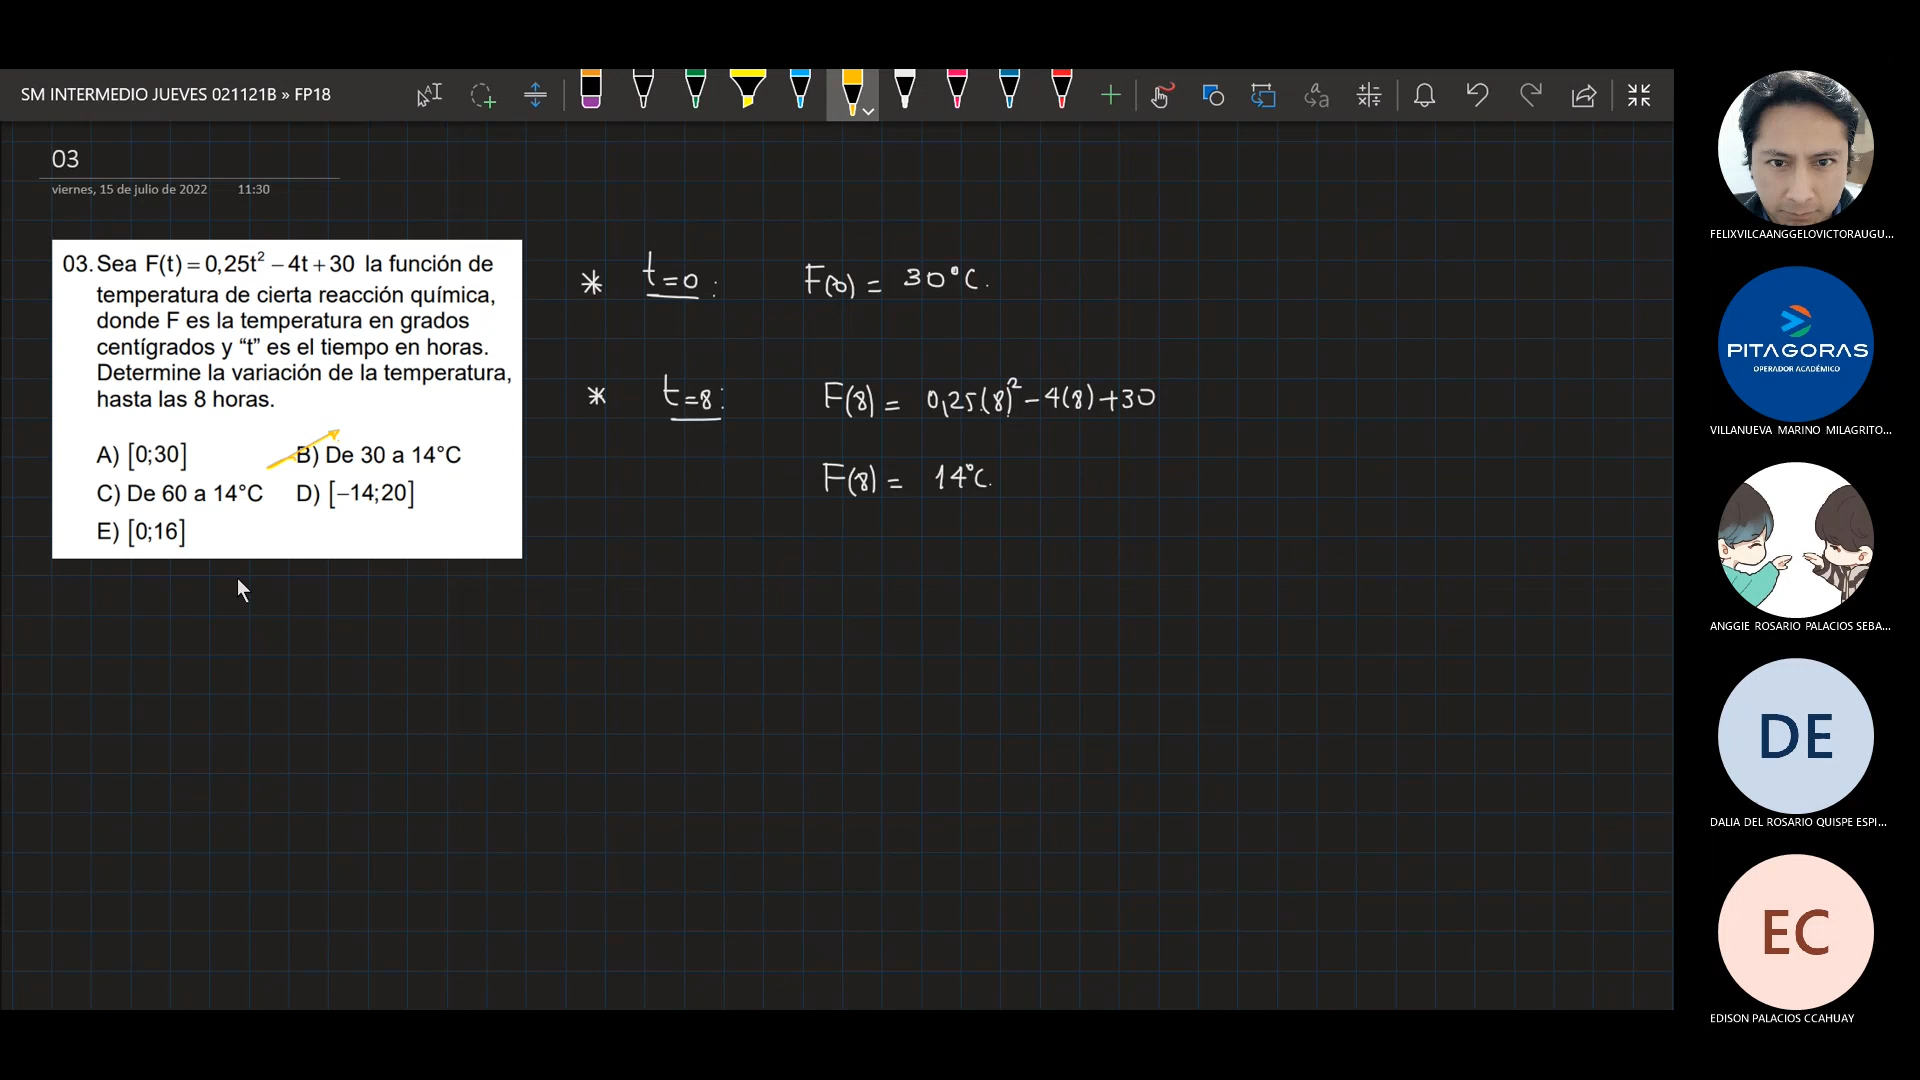 SM INTERMEDIO JUEVES 021121B » FP18
03
viernes, 15 de julio de 2022 11:30
03. Sea F(t) = 0,25t² − 4t + 30 la función de
temperatura de cierta reacción química,
donde F es la temperatura en grados
centígrados y “t” es el tiempo en horas.
Determine la variación de la temperatura,
hasta las 8 horas.
A) [0;30] B) De 30 a 14°C
C) De 60 a 14°C D) [−14;20]
E) [0;16]
* t=0: F(0) = 30°C.
* t=8: F(8) = 0,25(8)² − 4(8) + 30
F(8) = 14°C.
FELIXVILCAANGGELOVICTORAUGU...
PITAGORAS
OPERADOR ACADÉMICO
VILLANUEVA MARINO MILAGRITO...
ANGGIE ROSARIO PALACIOS SEBA...
DE
DALIA DEL ROSARIO QUISPE ESPI...
EC
EDISON PALACIOS CCAHUAY